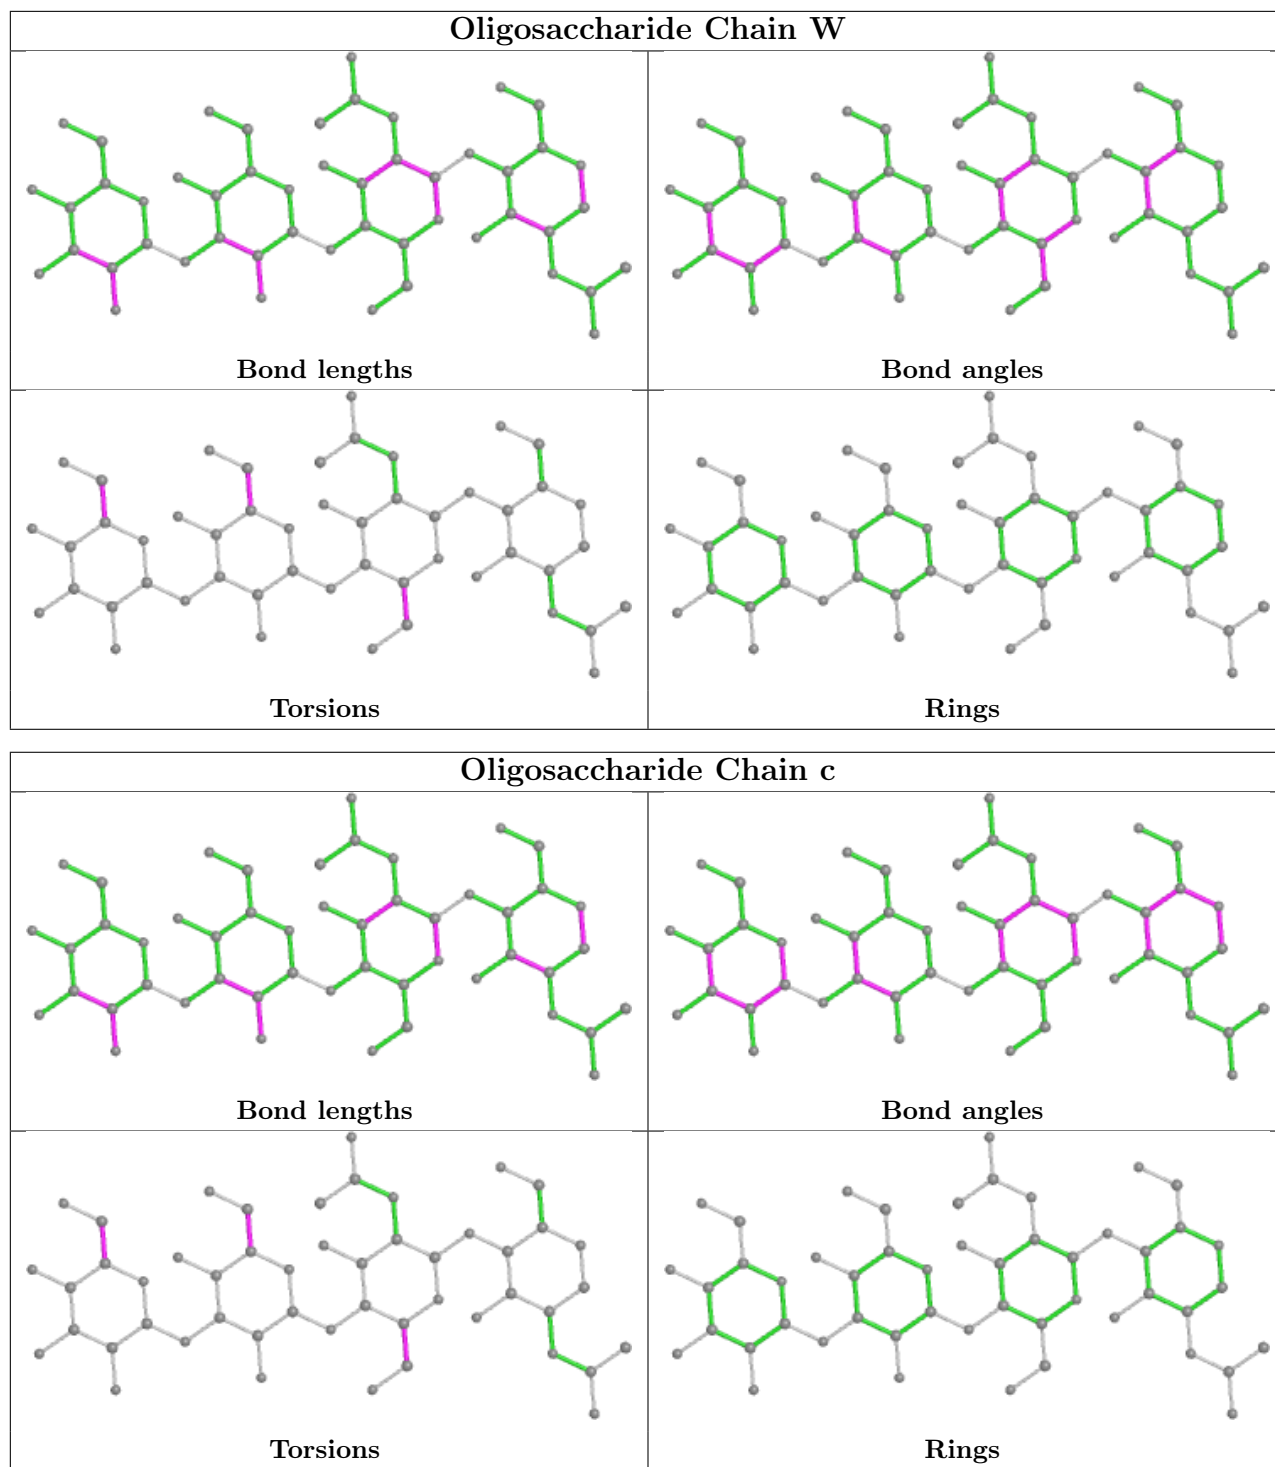 Oligosaccharide Chain W
Bond lengths
Bond angles
Torsions
Rings
Oligosaccharide Chain c
Bond lengths
Bond angles
Torsions
Rings